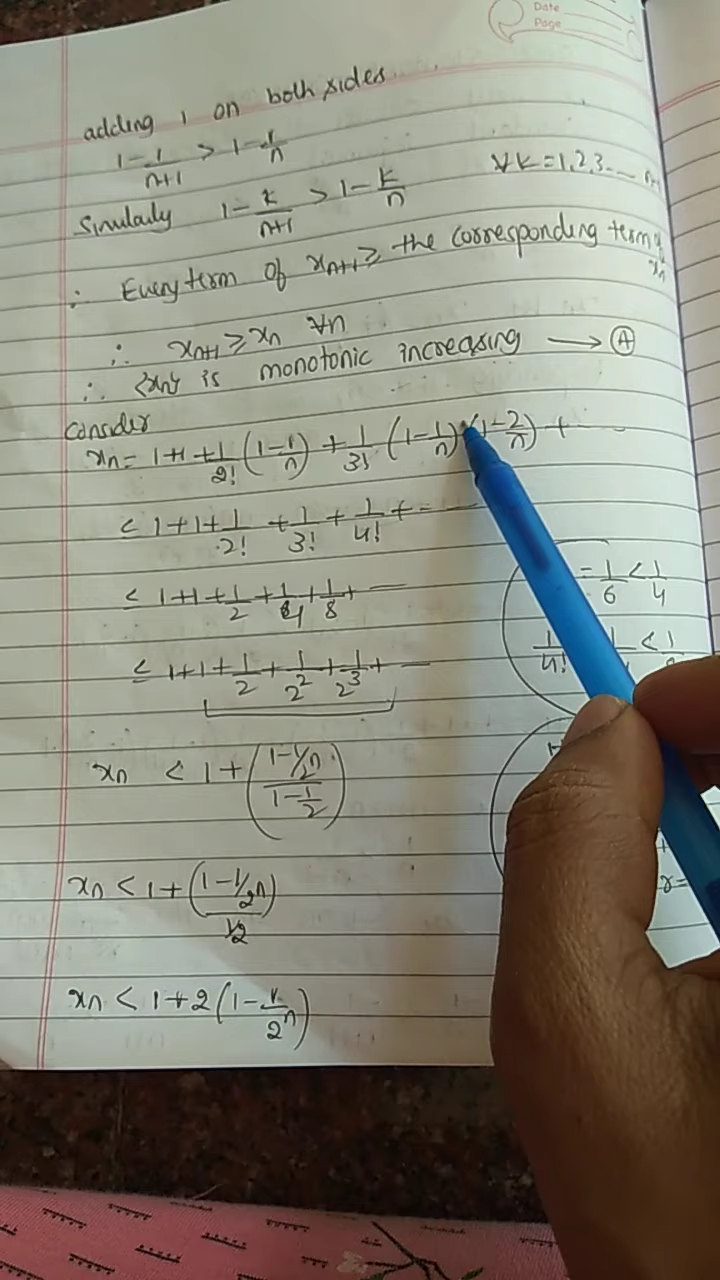 Date
Page
adding 1 on both sides
1-1/n+1 > 1-1/n
Similarly 1-k/n+1 > 1-k/n ∀ k=1,2,3--
∴ Every term of xn+1 ≥ the corresponding term of xn
∴ xn+1 ≥ xn ∀n
∴ {xn} is monotonic increasing → Ⓐ
Consider
xn = 1+1+1/2! (1-1/n) + 1/3! (1-1/n) (1-2/n) + --
≤ 1+1+1/2! + 1/3! + 1/4! + ---
≤ 1+1+1/2+1/4+1/8+ —
= 1/6 < 1/4
≤ 1+1+1/2+1/2²+1/2³+ —
1/4! < 1
xn < 1+((1-1/2n)/(1-1/2))
xn < 1+((1-1/2n)/(1/2))
xn < 1+2(1-1/2ⁿ)